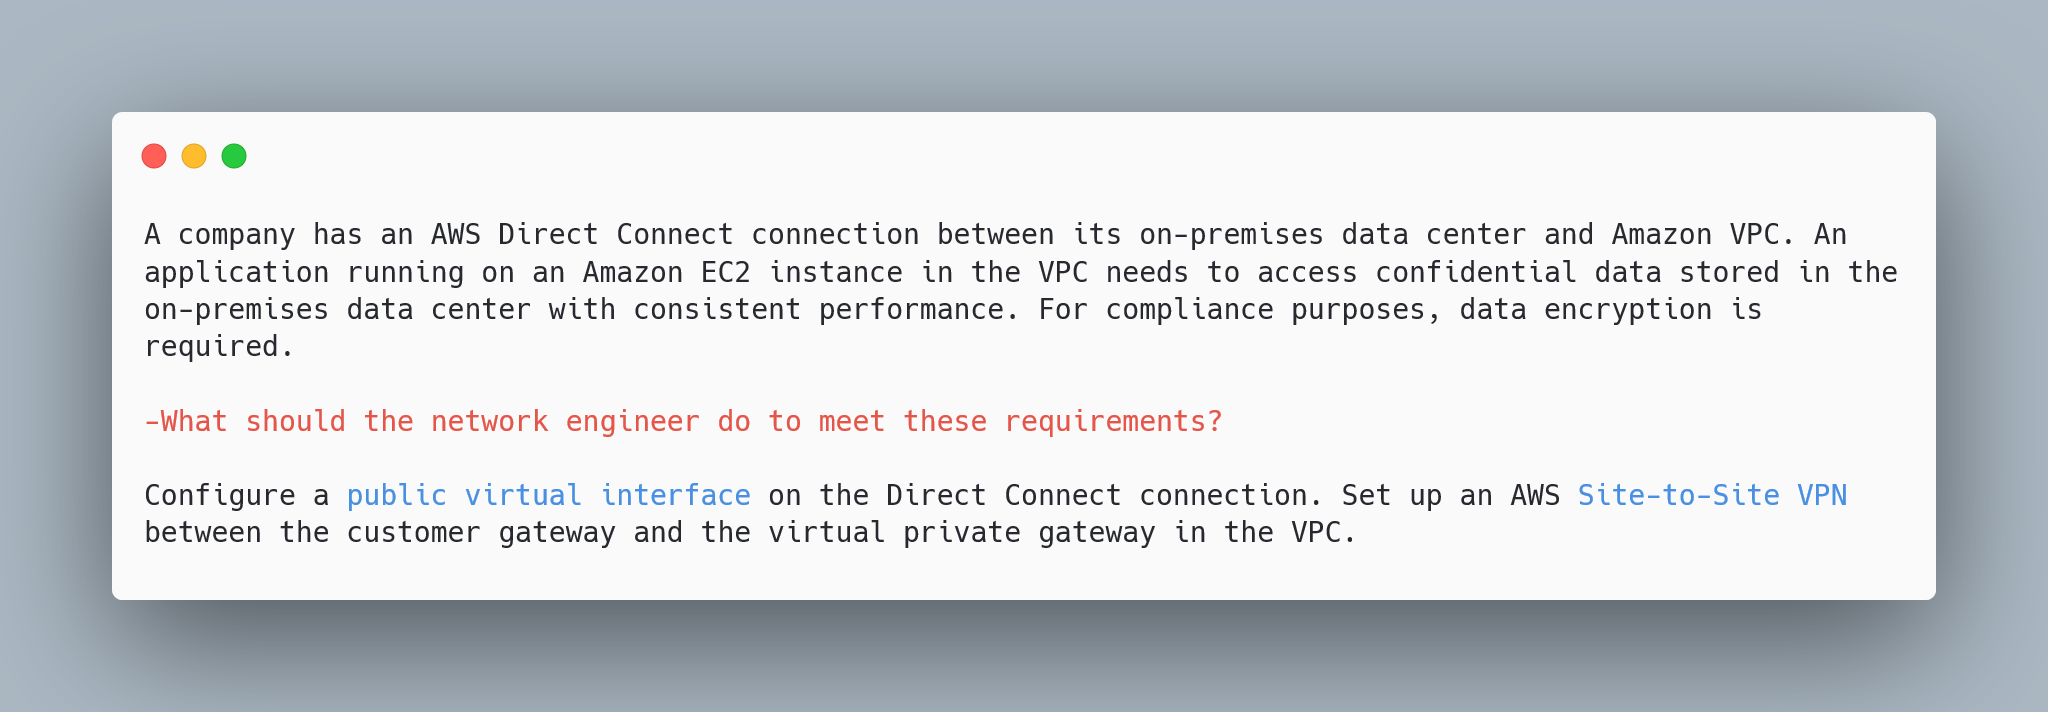 A company has an AWS Direct Connect connection between its on-premises data center and Amazon VPC. An
application running on an Amazon EC2 instance in the VPC needs to access confidential data stored in the
on-premises data center with consistent performance. For compliance purposes, data encryption is
required.
-What should the network engineer do to meet these requirements?
Configure a public virtual interface on the Direct Connect connection. Set up an AWS Site-to-Site VPN
between the customer gateway and the virtual private gateway in the VPC.